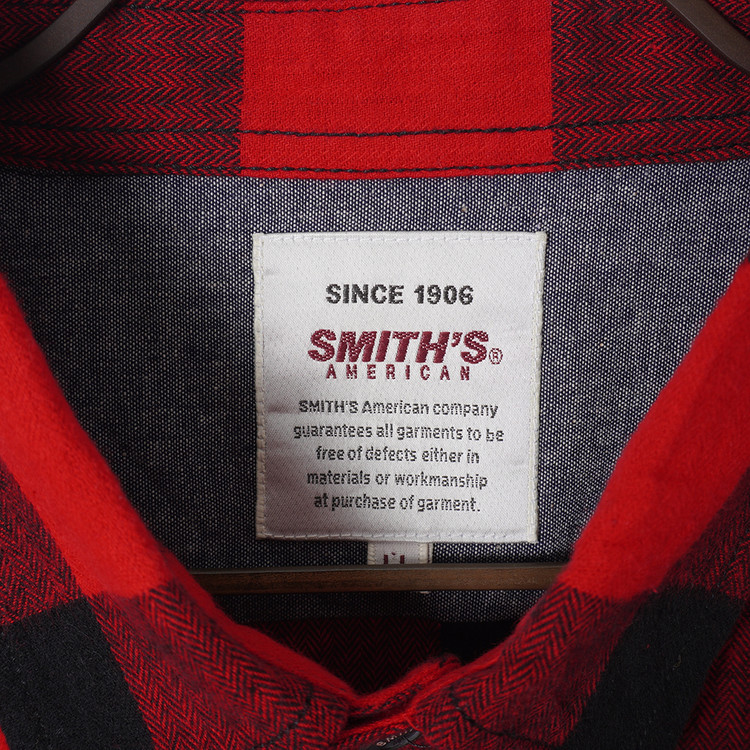 SINCE 1906
SMITH'S®
AMERICAN
SMITH'S American company
guarantees all garments to be
free of defects either in
materials or workmanship
at purchase of garment.